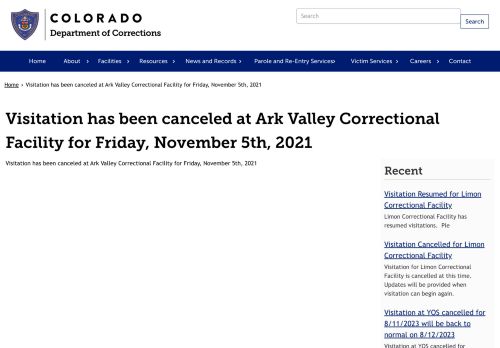 COLORADO
Department of Corrections
Search
Search
Home About › Facilities › Resources › News and Records › Parole and Re-Entry Services › Victim Services › Careers › Contact
Home › Visitation has been canceled at Ark Valley Correctional Facility for Friday, November 5th, 2021
Visitation has been canceled at Ark Valley Correctional
Facility for Friday, November 5th, 2021
Visitation has been canceled at Ark Valley Correctional Facility for Friday, November 5th, 2021
Recent
Visitation Resumed for Limon
Correctional Facility
Limon Correctional Facility has
resumed visitations. Ple
Visitation Cancelled for Limon
Correctional Facility
Visitation for Limon Correctional
Facility is cancelled at this time.
Updates will be provided when
visitation can begin again.
Visitation at YOS cancelled for
8/11/2023 will be back to
normal on 8/12/2023
Visitation at YOS cancelled for